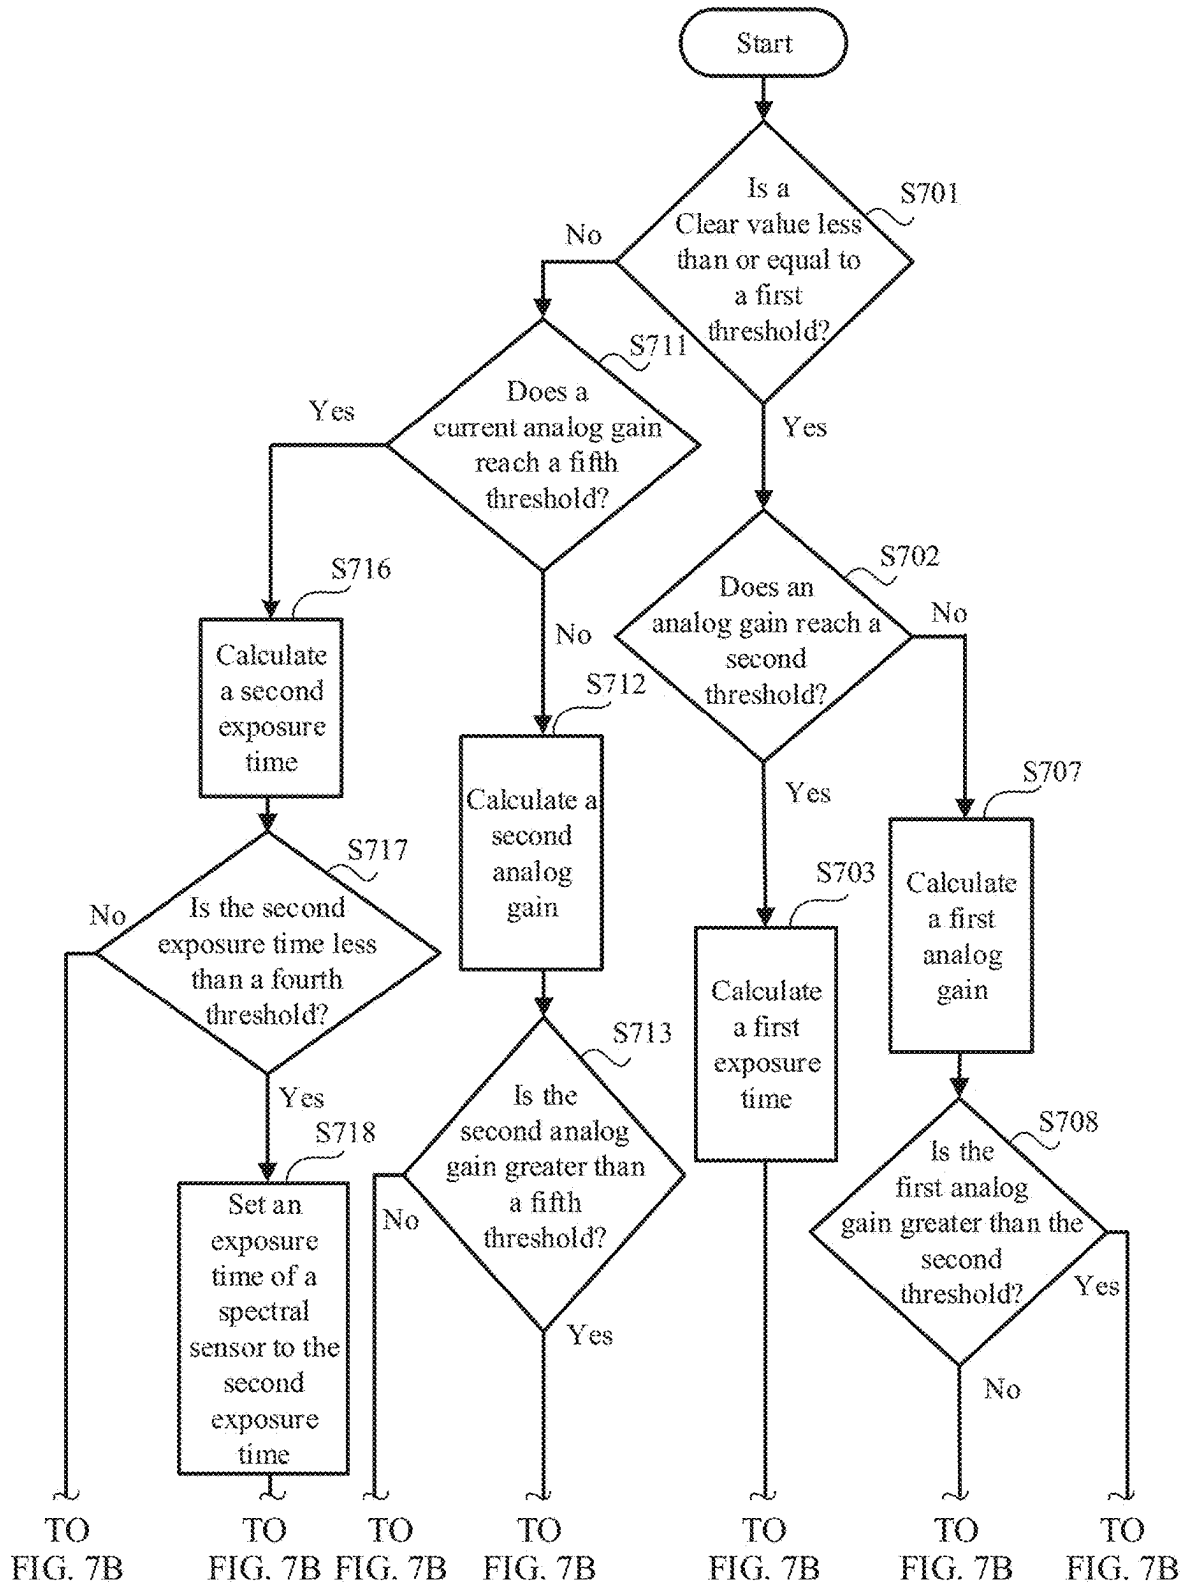 Start
Is a
Clear value less
than or equal to
a first
threshold?
S701
No
Yes
Does a
current analog gain
reach a fifth
threshold?
S711
Yes
No
Does an
analog gain reach a
second
threshold?
S702
No
Yes
S716
Calculate
a second
exposure
time
S712
Calculate a
second
analog
gain
S707
Calculate
a first
analog
gain
S703
Calculate
a first
exposure
time
S717
Is the second
exposure time less
than a fourth
threshold?
No
Yes
S713
Is the
second analog
gain greater than
a fifth
threshold?
No
Yes
S708
Is the
first analog
gain greater than the
second
threshold?
Yes
No
S718
Set an
exposure
time of a
spectral
sensor to the
second
exposure
time
TO
FIG. 7B
TO
FIG. 7B
TO
FIG. 7B
TO
FIG. 7B
TO
FIG. 7B
TO
FIG. 7B
TO
FIG. 7B